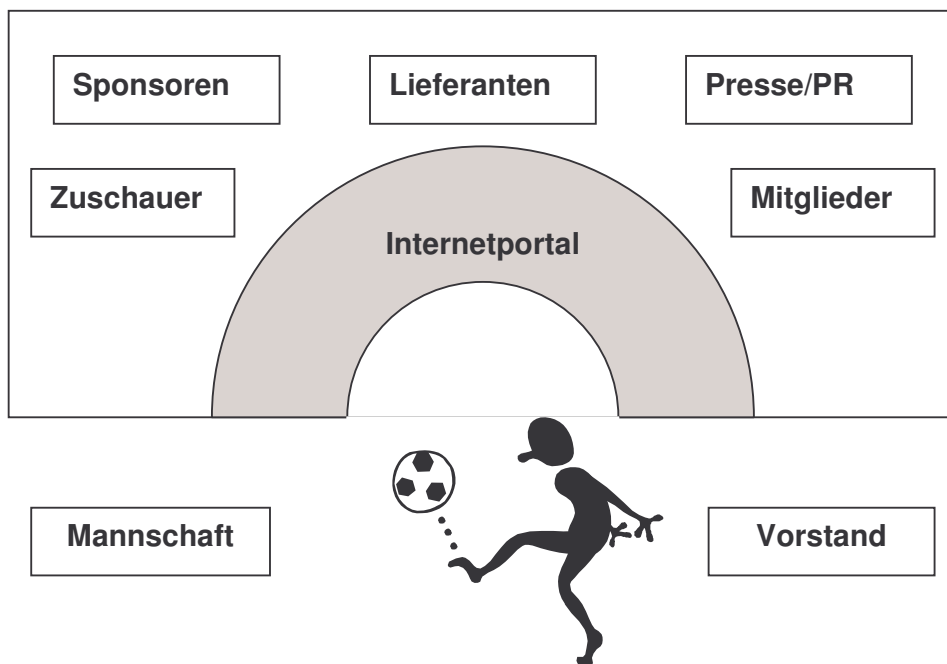 Sponsoren
Lieferanten
Presse/PR
Zuschauer
Mitglieder
Internetportal
Mannschaft
Vorstand